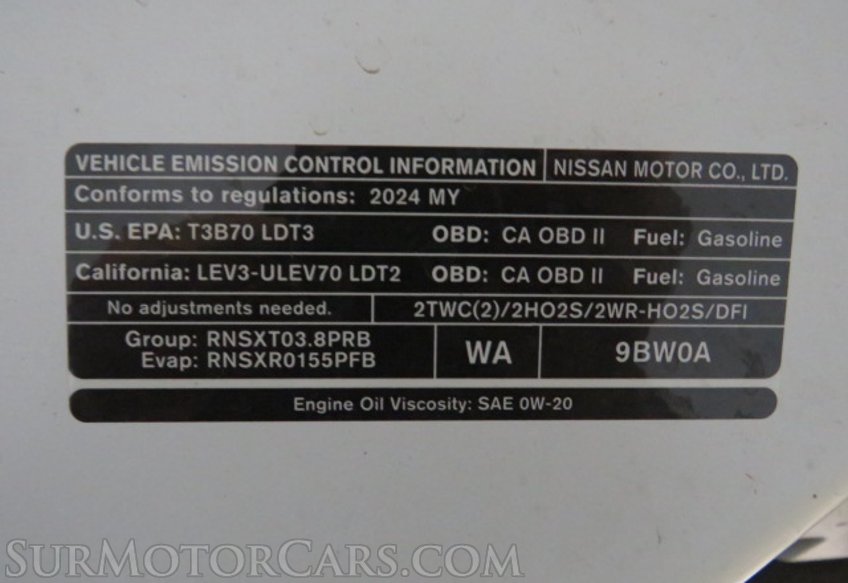 VEHICLE EMISSION CONTROL INFORMATION NISSAN MOTOR CO., LTD.
Conforms to regulations: 2024 MY
U.S. EPA: T3B70 LDT3 OBD: CA OBD II Fuel: Gasoline
California: LEV3-ULEV70 LDT2 OBD: CA OBD II Fuel: Gasoline
No adjustments needed. 2TWC(2)/2HO2S/2WR-HO2S/DFI
Group: RNSXT03.8PRB
Evap: RNSXR0155PFB
WA 9BW0A
Engine Oil Viscosity: SAE 0W-20
SurMotorCars.com